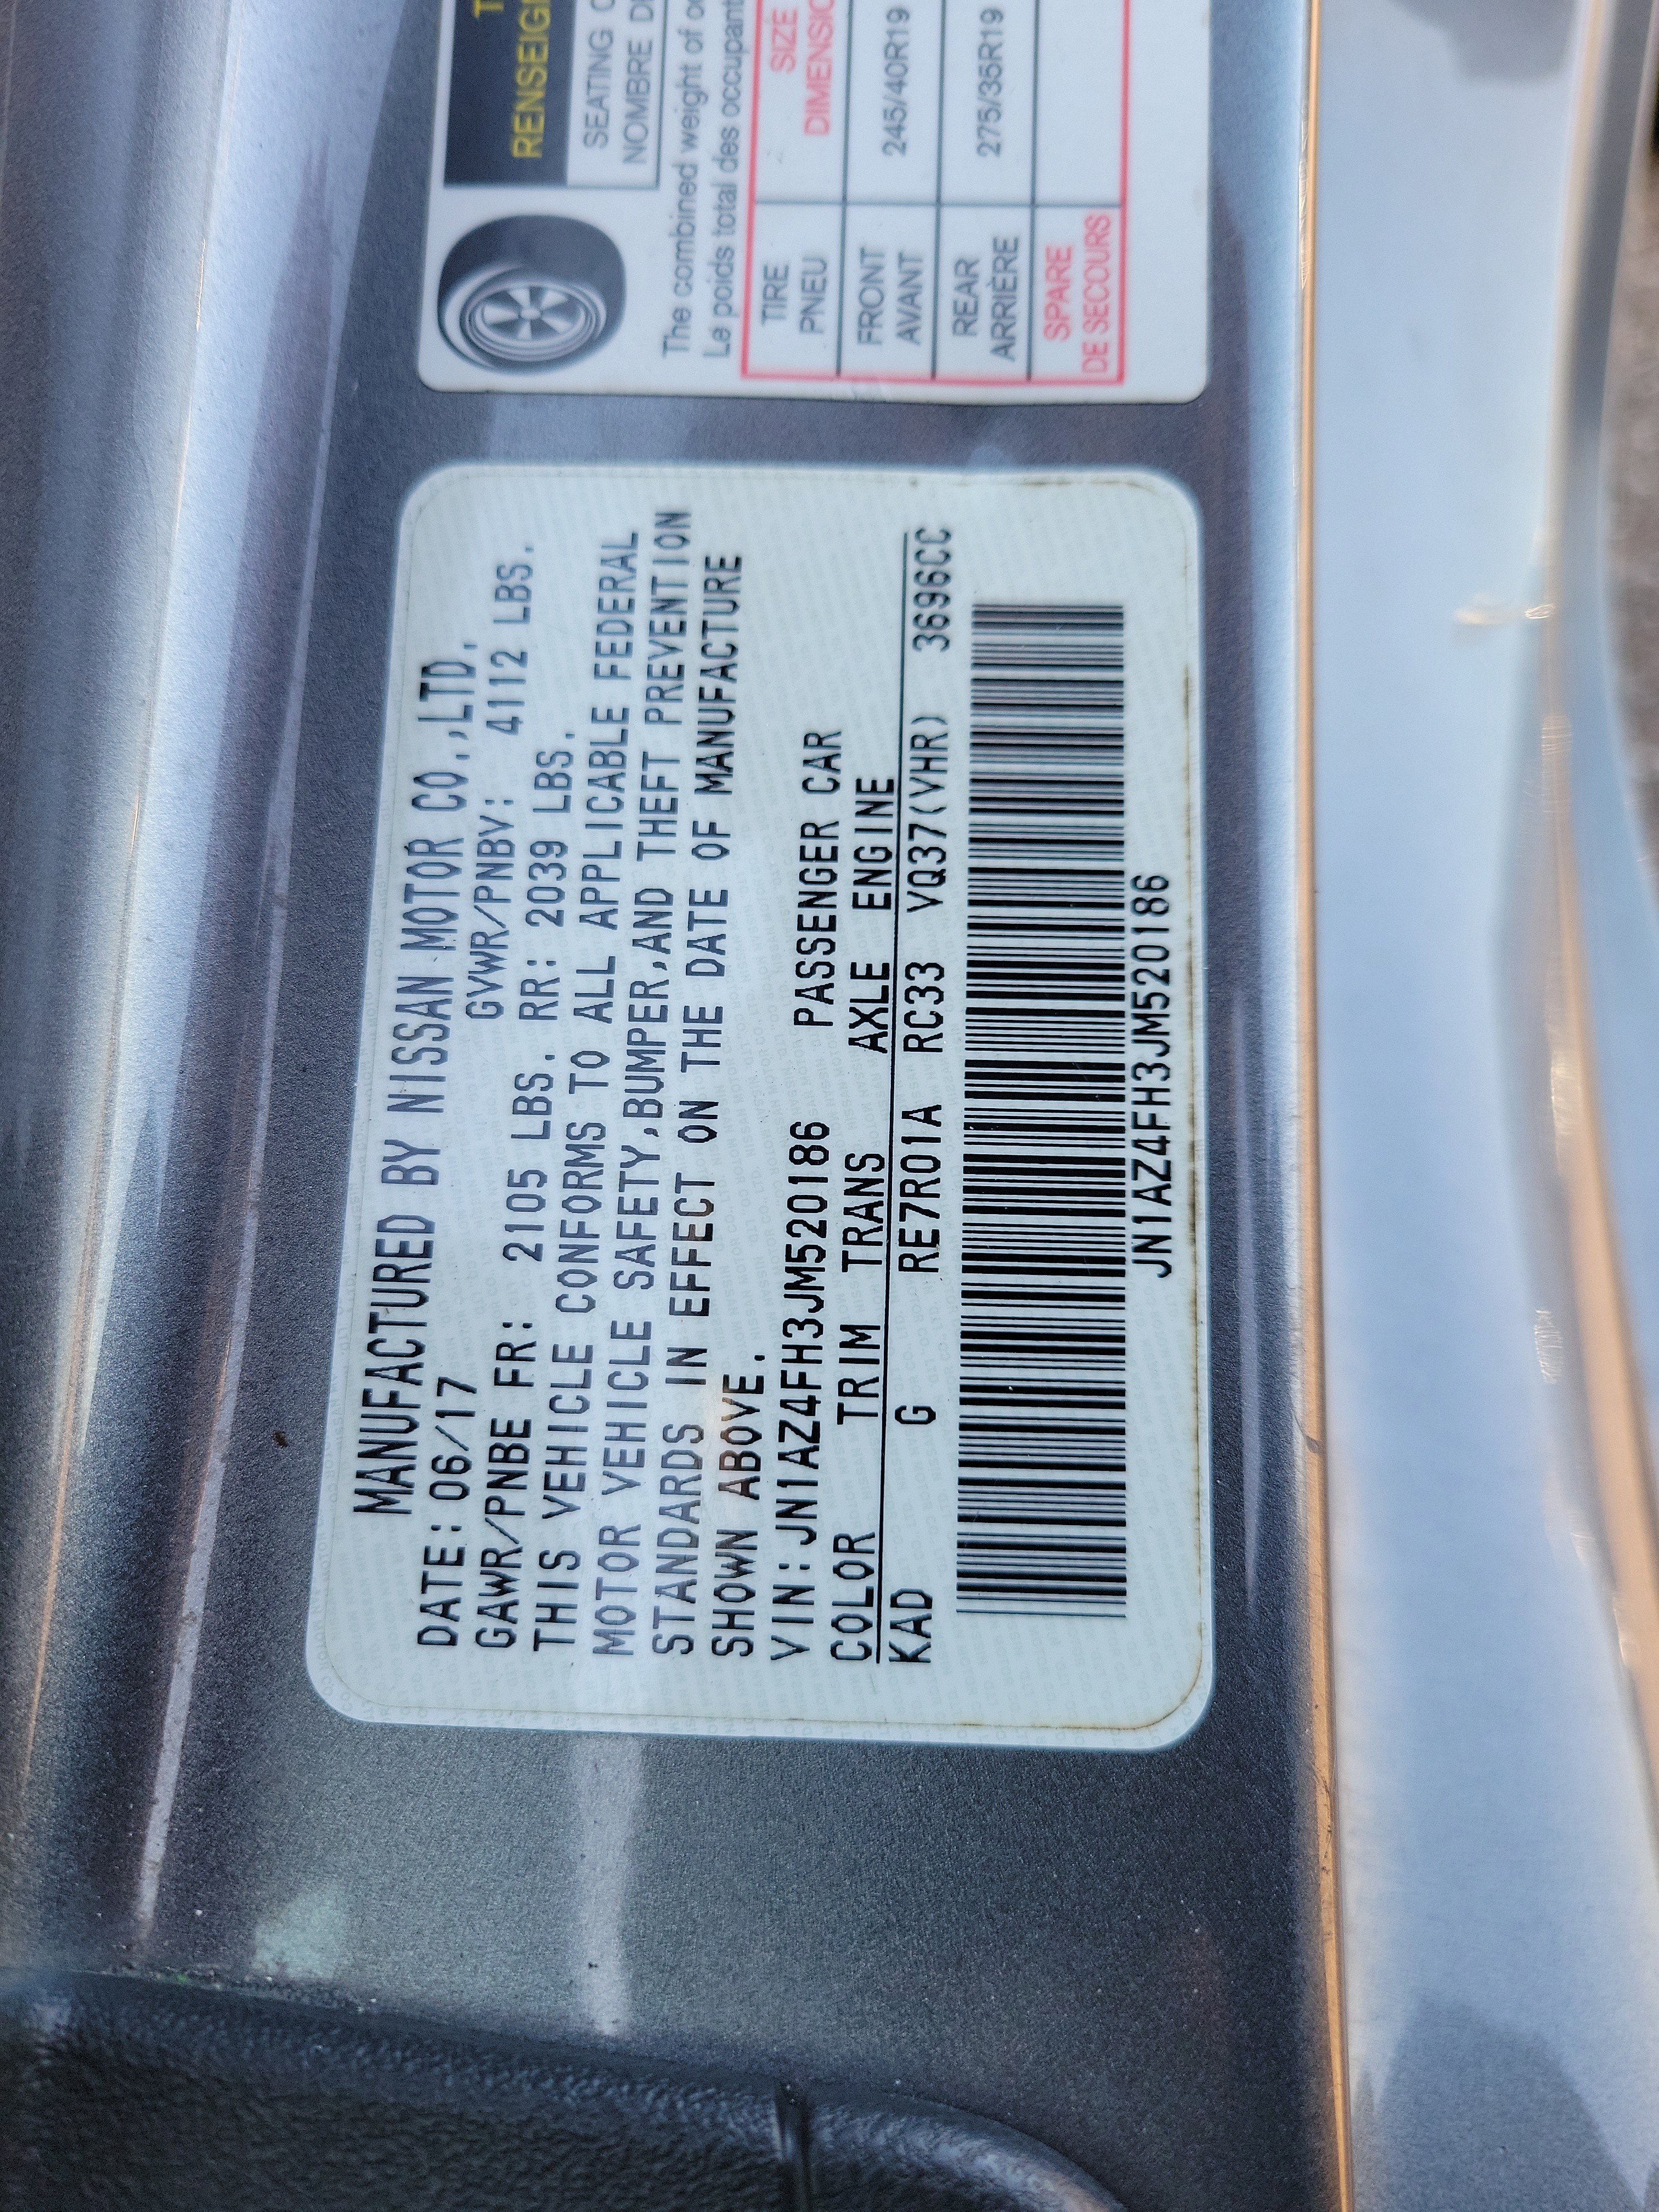 MANUFACTURED BY NISSAN MOTOR CO.,LTD.
DATE: 06/17 GVWR/PNBV: 4112 LBS.
GAWR/PNBE FR: 2105 LBS. RR: 2039 LBS.
THIS VEHICLE CONFORMS TO ALL APPLICABLE FEDERAL
MOTOR VEHICLE SAFETY,BUMPER,AND THEFT PREVENTION
STANDARDS IN EFFECT ON THE DATE OF MANUFACTURE
SHOWN ABOVE.
VIN: JN1AZ4FH3JM520186 PASSENGER CAR
COLOR TRIM TRANS AXLE ENGINE
KAD G RE7R01A RC33 VQ37(VHR) 3696CC
JN1AZ4FH3JM520186
RENSEIG
SEATING
NOMBRE
The combined weight of
Le poids total des occupant
TIRE SIZE
PNEU DIMENSIO
FRONT
AVANT 245/40R19
REAR
ARRIÈRE 275/35R19
SPARE
DE SECOURS